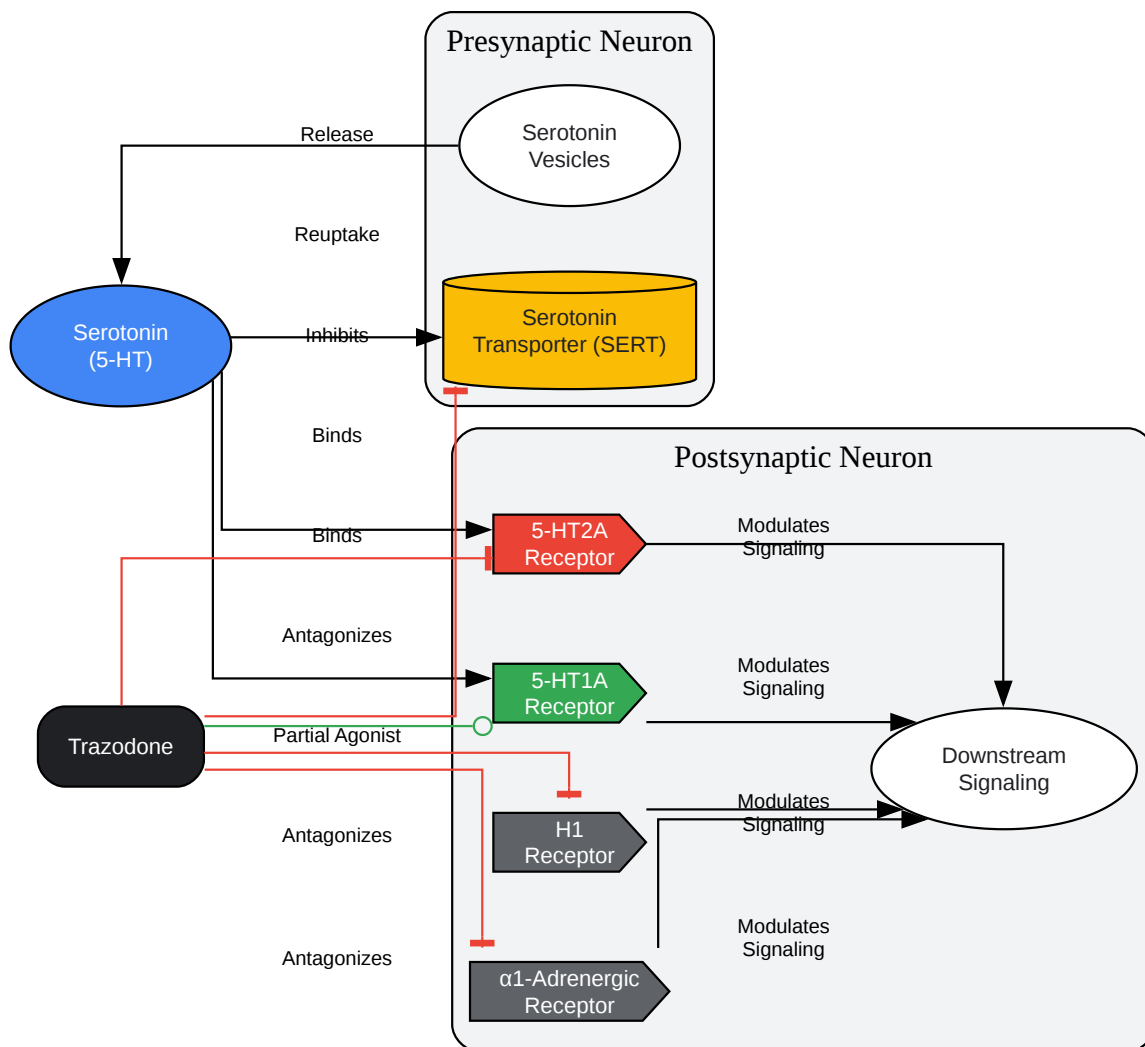 Presynaptic Neuron
Serotonin
Vesicles
Release
Reuptake
Serotonin
(5-HT)
Inhibits
Serotonin
Transporter (SERT)
Binds
Postsynaptic Neuron
Binds
5-HT2A
Receptor
Modulates
Signaling
Antagonizes
5-HT1A
Receptor
Modulates
Signaling
Trazodone
Partial Agonist
Downstream
Signaling
Antagonizes
H1
Receptor
Modulates
Signaling
Antagonizes
α1-Adrenergic
Receptor
Modulates
Signaling